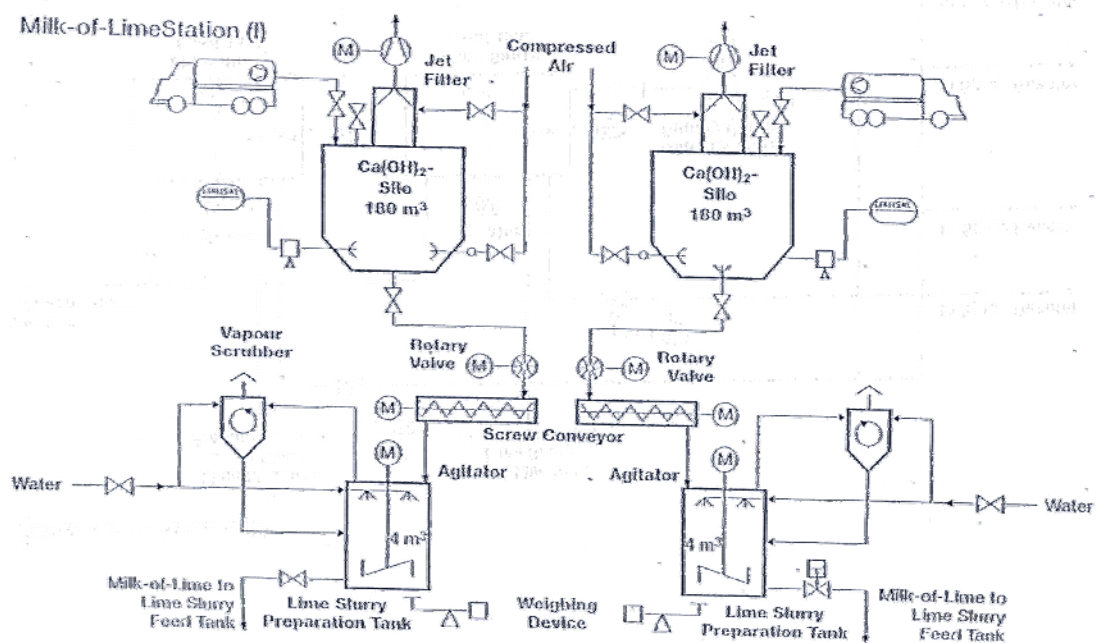 Milk-of-LimeStation (I)
M
Jet
Filter
Compressed
Air
M
Jet
Filter
Ca(OH)₂-
Silo
180 m³
Ca(OH)₂-
Silo
180 m³
Vapour
Scrubber
Rotary
Valve
M
M
Rotary
Valve
M
M
Screw Conveyor
M
Agitator
Agitator
M
Water
Water
4 m³
4 m³
Milk-of-Lime to
Lime Slurry
Feed Tank
Lime Slurry
Preparation Tank
Weighing
Device
Lime Slurry
Preparation Tank
Milk-of-Lime to
Lime Slurry
Feed Tank